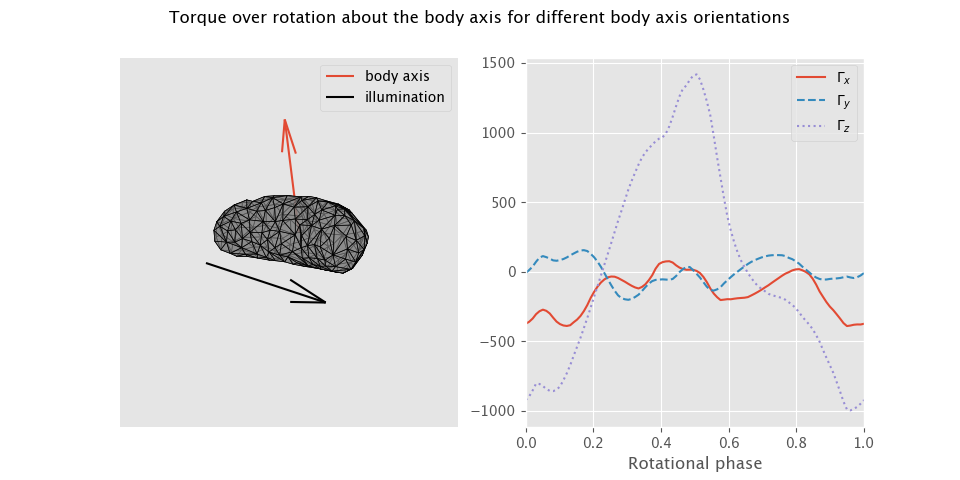 Torque over rotation about the body axis for different body axis orientations
body axis
illumination
1500
1000
500
0
−500
−1000
Γx
Γy
Γz
0.0 0.2 0.4 0.6 0.8 1.0
Rotational phase